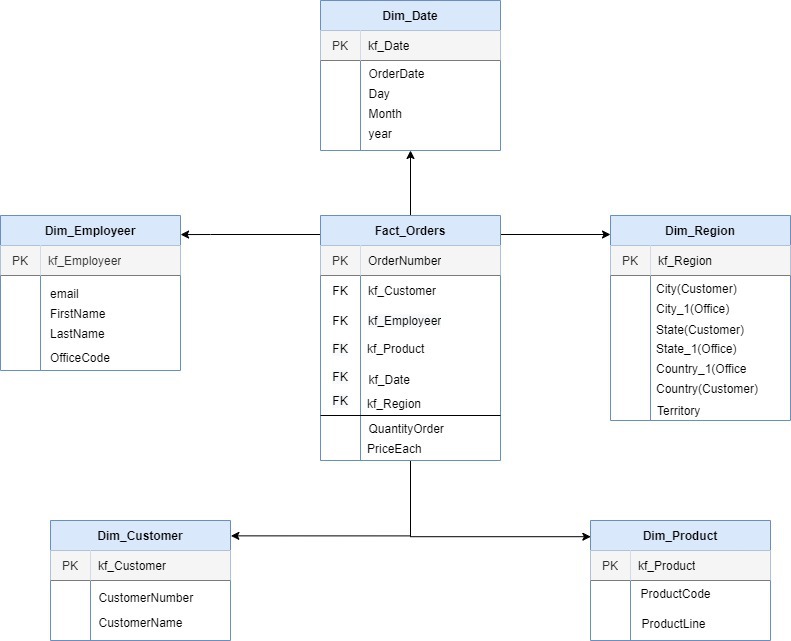 Dim_Date
PK kf_Date
OrderDate
Day
Month
year
Dim_Employeer
PK kf_Employeer
email
FirstName
LastName
OfficeCode
Fact_Orders
PK OrderNumber
FK kf_Customer
FK kf_Employeer
FK kf_Product
FK kf_Date
FK kf_Region
QuantityOrder
PriceEach
Dim_Region
PK kf_Region
City(Customer)
City_1(Office)
State(Customer)
State_1(Office)
Country_1(Office
Country(Customer)
Territory
Dim_Customer
PK kf_Customer
CustomerNumber
CustomerName
Dim_Product
PK kf_Product
ProductCode
ProductLine